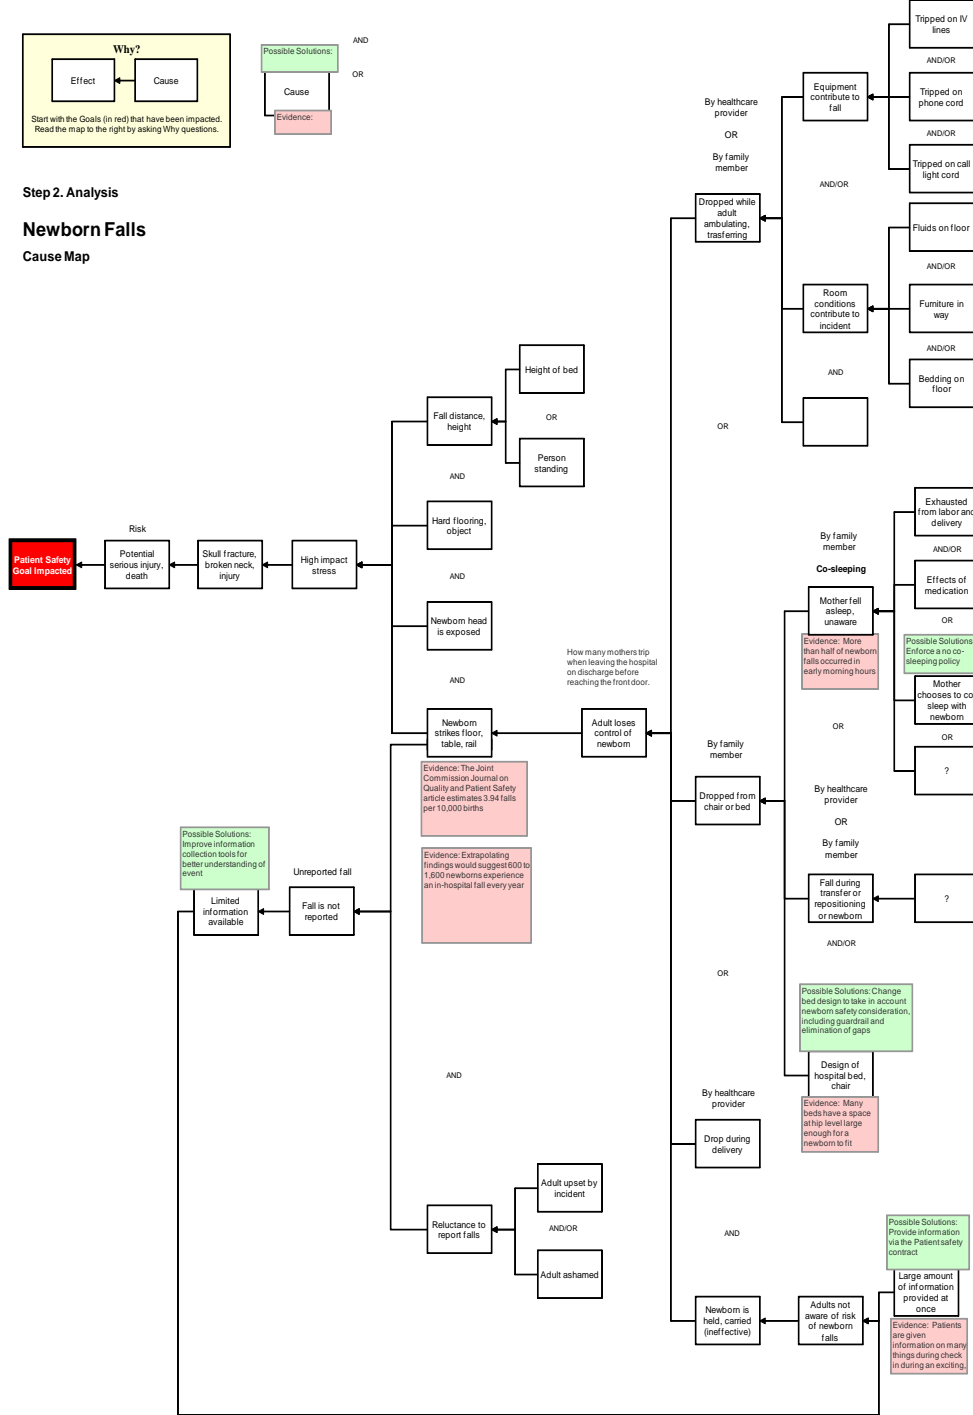 Why?
Effect
Cause
Start with the Goals (in red) that have been impacted.
Read the map to the right by asking Why questions.
Possible Solutions:
Cause
Evidence:
AND
OR
Step 2. Analysis
Newborn Falls
Cause Map
Patient Safety
Goal Impacted
Risk
Potential
serious injury,
death
Skull fracture,
broken neck,
injury
High impact
stress
Fall distance,
height
Height of bed
OR
Person
standing
AND
Hard flooring,
object
AND
Newborn head
is exposed
AND
Newborn
strikes floor,
table, rail
Evidence: The Joint
Commission Journal on
Quality and Patient Safety
article estimates 3.94 falls
per 10,000 births
Evidence: Extrapolating
findings would suggest 600 to
1,600 newborns experience
an in-hospital fall every year
How many mothers trip
when leaving the hospital
on discharge before
reaching the front door.
Adult loses
control of
newborn
By healthcare
provider
OR
By family
member
Dropped while
adult
ambulating,
trasferring
Equipment
contribute to
fall
Tripped on IV
lines
AND/OR
Tripped on
phone cord
AND/OR
Tripped on call
light cord
AND/OR
Room
conditions
contribute to
incident
Fluids on floor
AND/OR
Furniture in
way
AND/OR
Bedding on
floor
AND
OR
By family
member
Dropped from
chair or bed
By family
member
Co-sleeping
Mother fell
asleep,
unaware
Evidence: More
than half of newborn
falls occurred in
early morning hours
Exhausted
from labor and
delivery
AND/OR
Effects of
medication
OR
Possible Solutions:
Enforce a no co-
sleeping policy
Mother
chooses to co
sleep with
newborn
OR
?
OR
By healthcare
provider
OR
By family
member
Fall during
transfer or
repositioning
or newborn
?
AND/OR
Possible Solutions: Change
bed design to take in account
newborn safety consideration,
including guardrail and
elimination of gaps
Design of
hospital bed,
chair
Evidence: Many
beds have a space
at hip level large
enough for a
newborn to fit
OR
By healthcare
provider
Drop during
delivery
AND
Newborn is
held, carried
(ineffective)
Adults not
aware of risk
of newborn
falls
Possible Solutions:
Provide information
via the Patient safety
contract
Large amount
of information
provided at
once
Evidence: Patients
are given
information on many
things during check
in during an exciting,
Possible Solutions:
Improve information
collection tools for
better understanding of
event
Limited
information
available
Unreported fall
Fall is not
reported
AND
Reluctance to
report falls
Adult upset by
incident
AND/OR
Adult ashamed